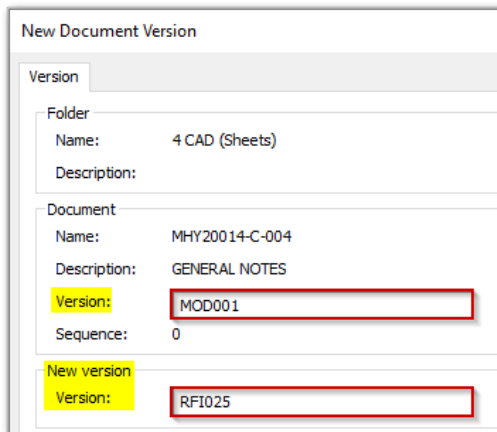 New Document Version
Version
Folder
Name: 4 CAD (Sheets)
Description:
Document
Name: MHY20014-C-004
Description: GENERAL NOTES
Version: MOD001
Sequence: 0
New version
Version: RFI025